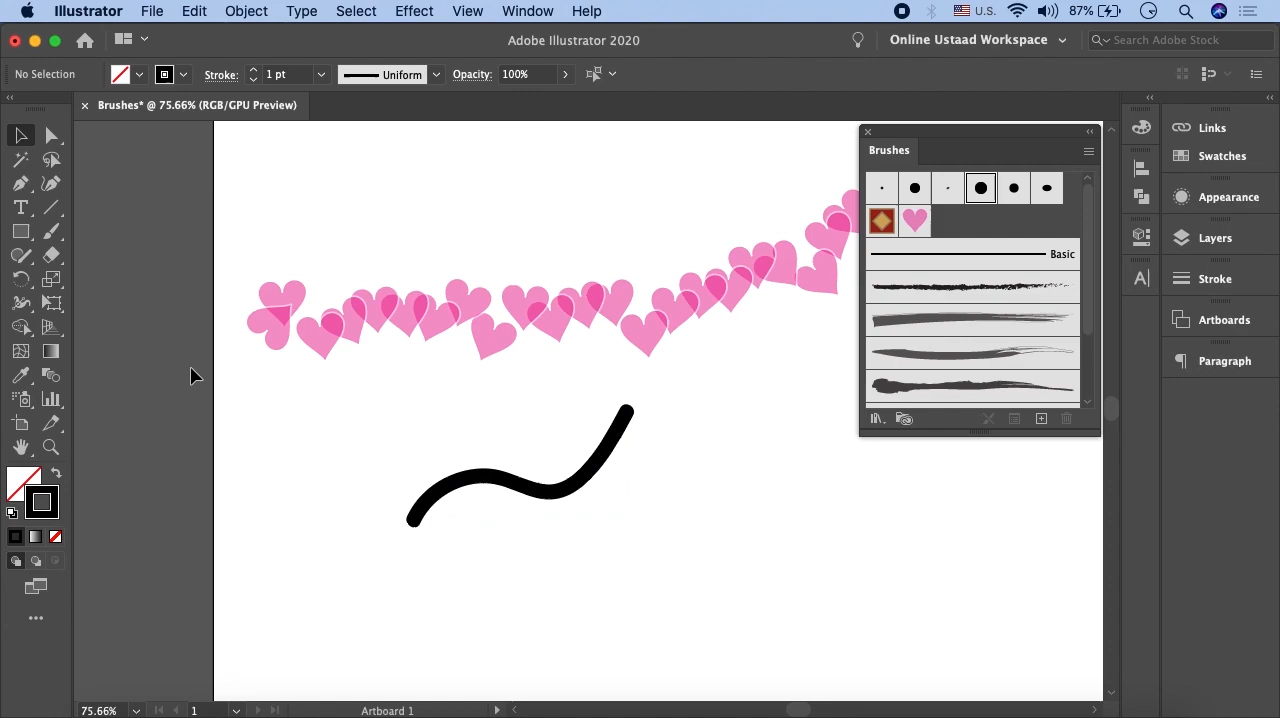 Illustrator File Edit Object Type Select Effect View Window Help U.S. 87%
Adobe Illustrator 2020 Online Ustaad Workspace Search Adobe Stock
No Selection Stroke: 1 pt Uniform Opacity: 100%
Brushes* @ 75.66% (RGB/GPU Preview)
Brushes
Basic
Links
Swatches
Appearance
Layers
Stroke
Artboards
Paragraph
75.66% 1 Artboard 1